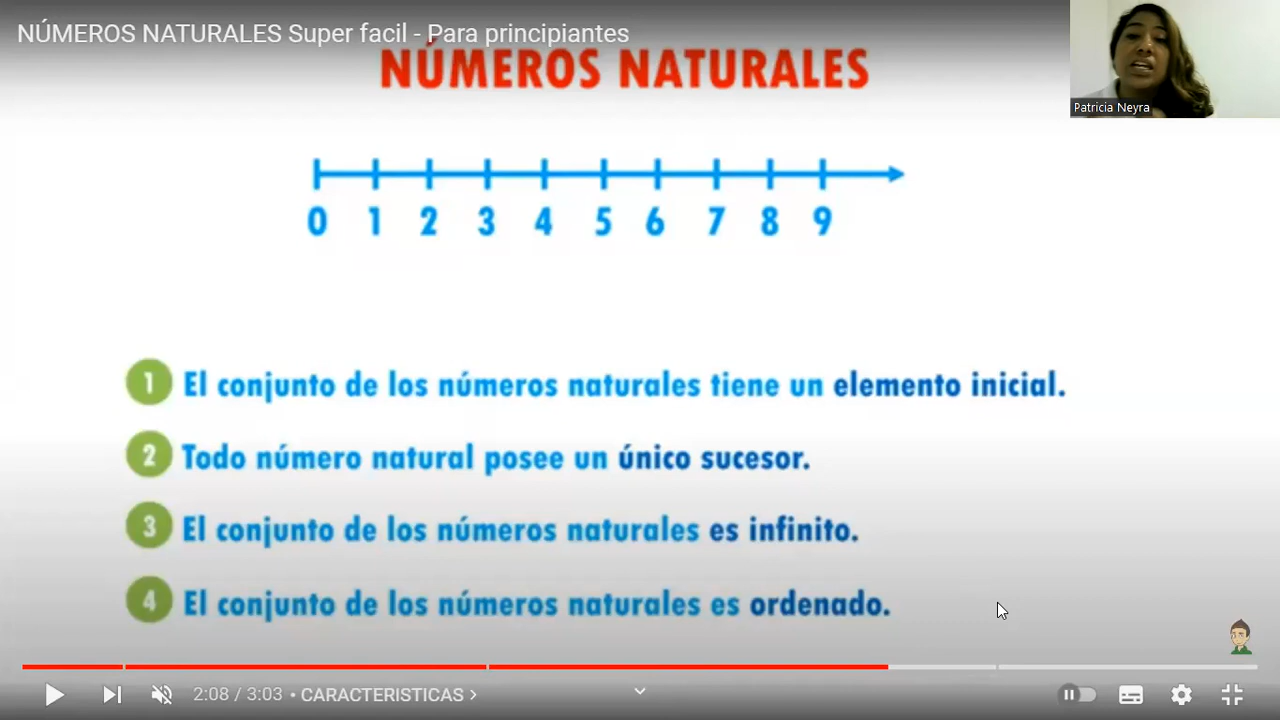 NÚMEROS NATURALES Super facil - Para principiantes
NÚMEROS NATURALES
Patricia Neyra
0 1 2 3 4 5 6 7 8 9
1 El conjunto de los números naturales tiene un elemento inicial.
2 Todo número natural posee un único sucesor.
3 El conjunto de los números naturales es infinito.
4 El conjunto de los números naturales es ordenado.
2:08 / 3:03 • CARACTERISTICAS >